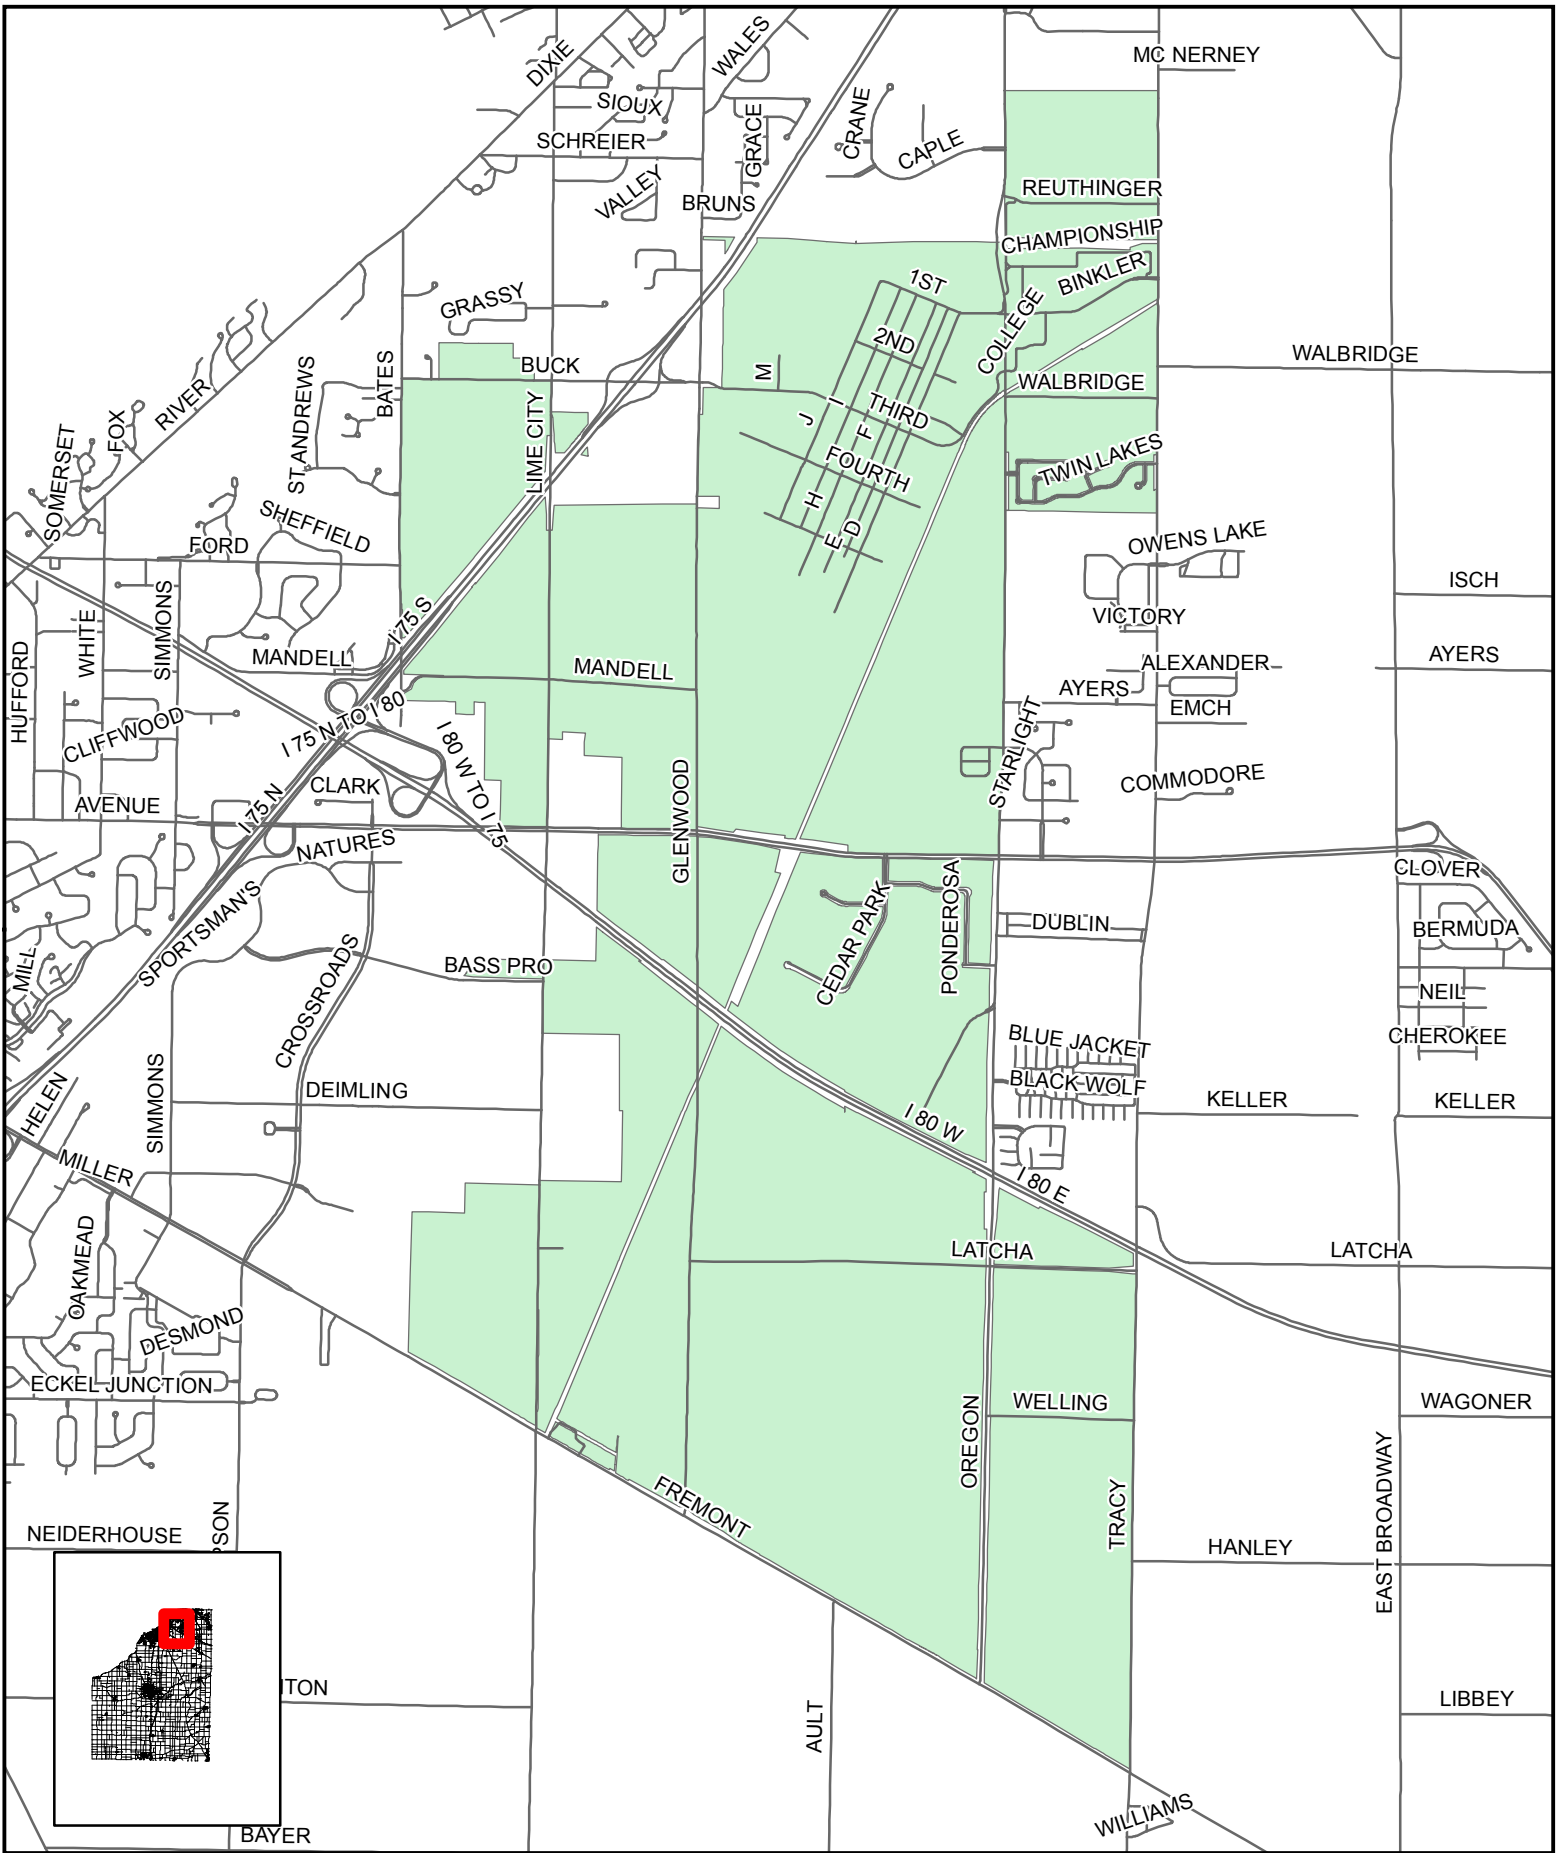 MC NERNEY
DIXIE
WALES
SIOUX
SCHREIER
GRACE
CRANE
CAPLE
VALLEY
BRUNS
REUTHINGER
CHAMPIONSHIP
BINKLER
1ST
GRASSY
2ND
COLLEGE
BUCK
M
WALBRIDGE
WALBRIDGE
BATES
ST ANDREWS
RIVER
FOX
SOMERSET
LIME CITY
J
I
THIRD
F
FOURTH
TWIN LAKES
H
E
D
SHEFFIELD
FORD
OWENS LAKE
ISCH
VICTORY
I 75 S
WHITE
SIMMONS
HUFFORD
MANDELL
MANDELL
ALEXANDER
AYERS
AYERS
EMCH
STARLIGHT
CLIFFWOOD
I 75 N TO I 80
I 80 W TO I 75
CLARK
COMMODORE
AVENUE
I 75 N
NATURES
GLENWOOD
CLOVER
SPORTSMAN'S
CEDAR PARK
PONDEROSA
DUBLIN
BERMUDA
MILL
CROSSROADS
BASS PRO
NEIL
CHEROKEE
BLUE JACKET
BLACK WOLF
HELEN
SIMMONS
DEIMLING
KELLER
KELLER
I 80 W
MILLER
I 80 E
OAKMEAD
LATCHA
LATCHA
DESMOND
ECKEL JUNCTION
OREGON
WELLING
WAGONER
EAST BROADWAY
TRACY
FREMONT
NEIDERHOUSE
HANLEY
LIBBEY
AULT
WILLIAMS
BAYER